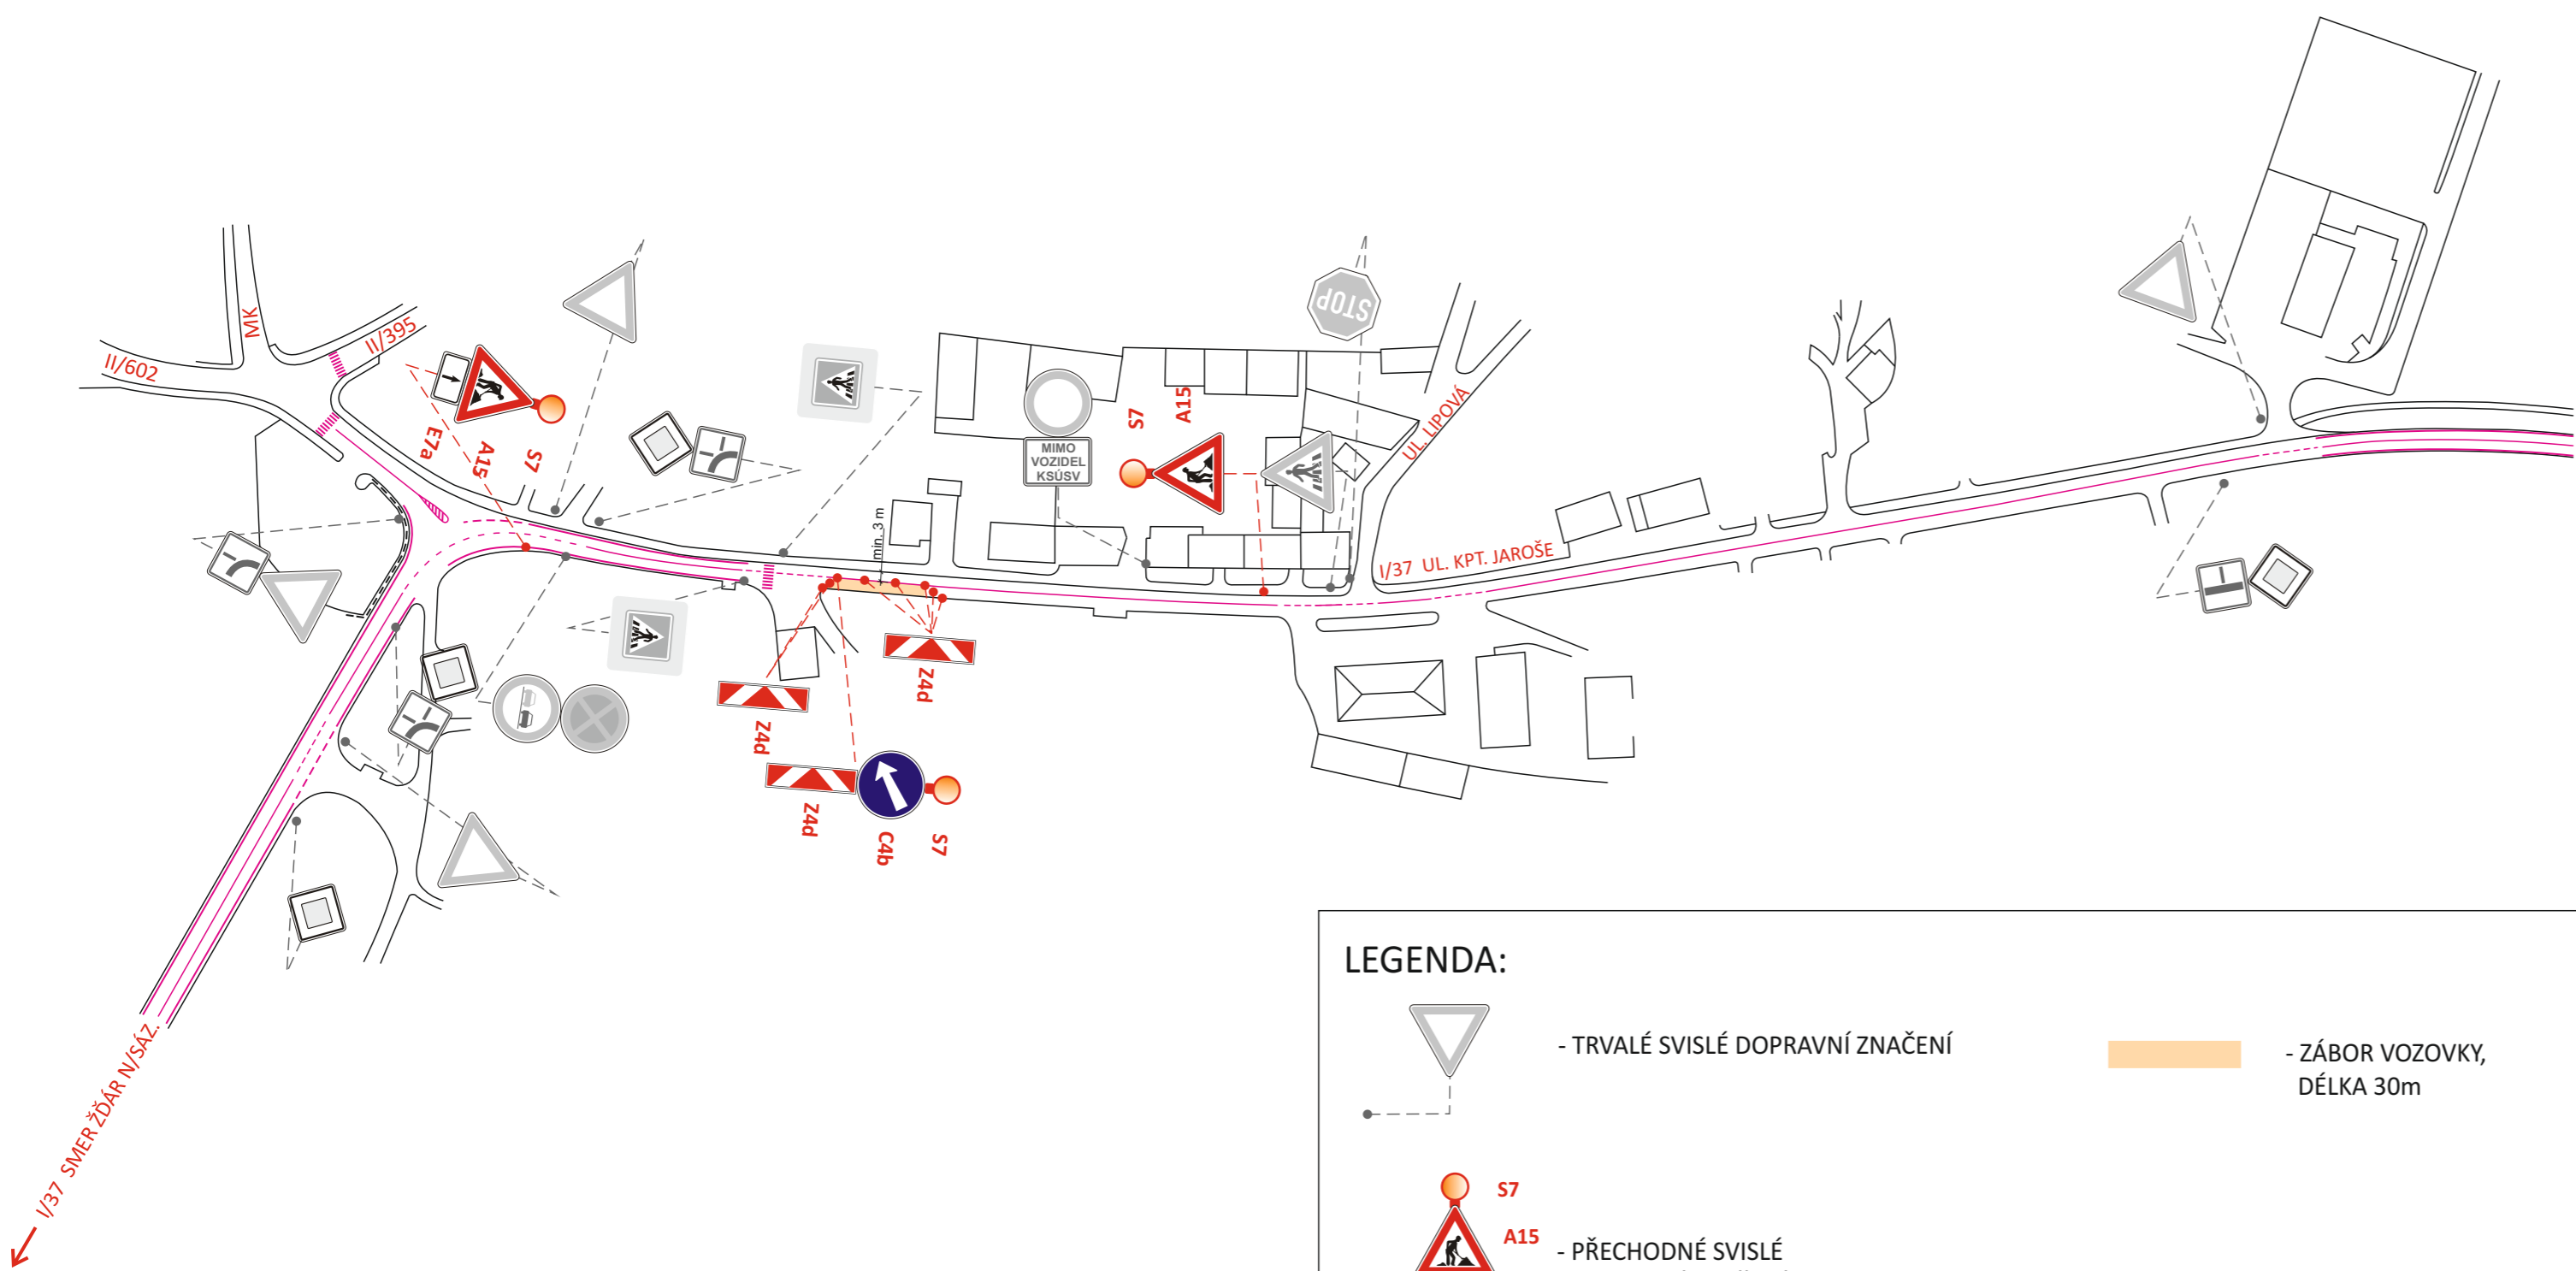 MK
II/602
II/395
E7a
A15
S7
S7
A15
STOP
MIMO
VOZIDEL
KSÚSV
UL. LIPOVÁ
min. 3 m
I/37 UL. KPT. JAROŠE
Z4d
Z4d
Z4d
C4b
S7
I/37 SMER ŽĎÁR N/SÁZ.
LEGENDA:
- TRVALÉ SVISLÉ DOPRAVNÍ ZNAČENÍ
- ZÁBOR VOZOVKY,
DÉLKA 30m
S7
A15
- PŘECHODNÉ SVISLÉ